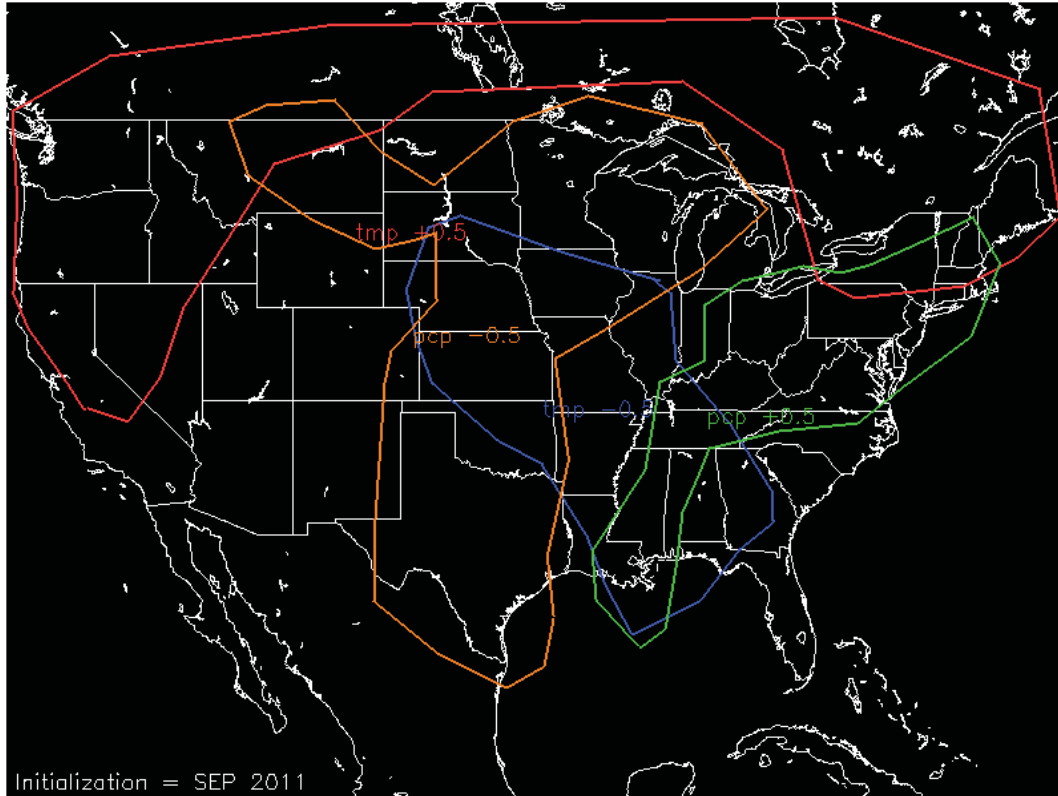 tmp +0.5
pcp -0.5
tmp -0.5
pcp +0.5
Initialization = SEP 2011